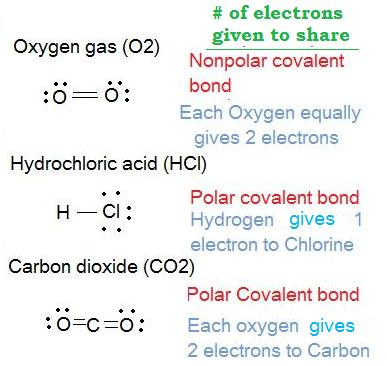 # of electrons
given to share
Oxygen gas (O2)
Nonpolar covalent
bond
:Ö=Ö:
Each Oxygen equally
gives 2 electrons
Hydrochloric acid (HCl)
H — Cl:
Polar covalent bond
Hydrogen gives 1
electron to Chlorine
Carbon dioxide (CO2)
Polar Covalent bond
:Ö=C=Ö:
Each oxygen gives
2 electrons to Carbon